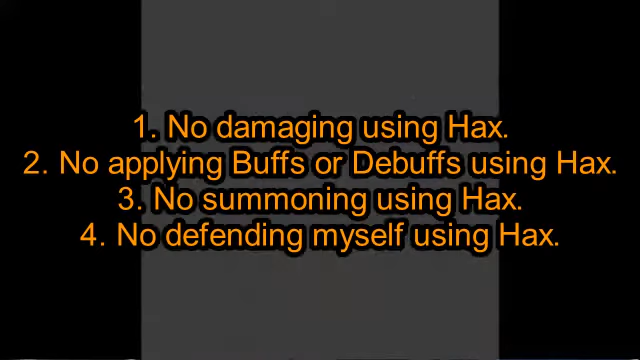 1. No damaging using Hax.
2. No applying Buffs or Debuffs using Hax.
3. No summoning using Hax.
4. No defending myself using Hax.